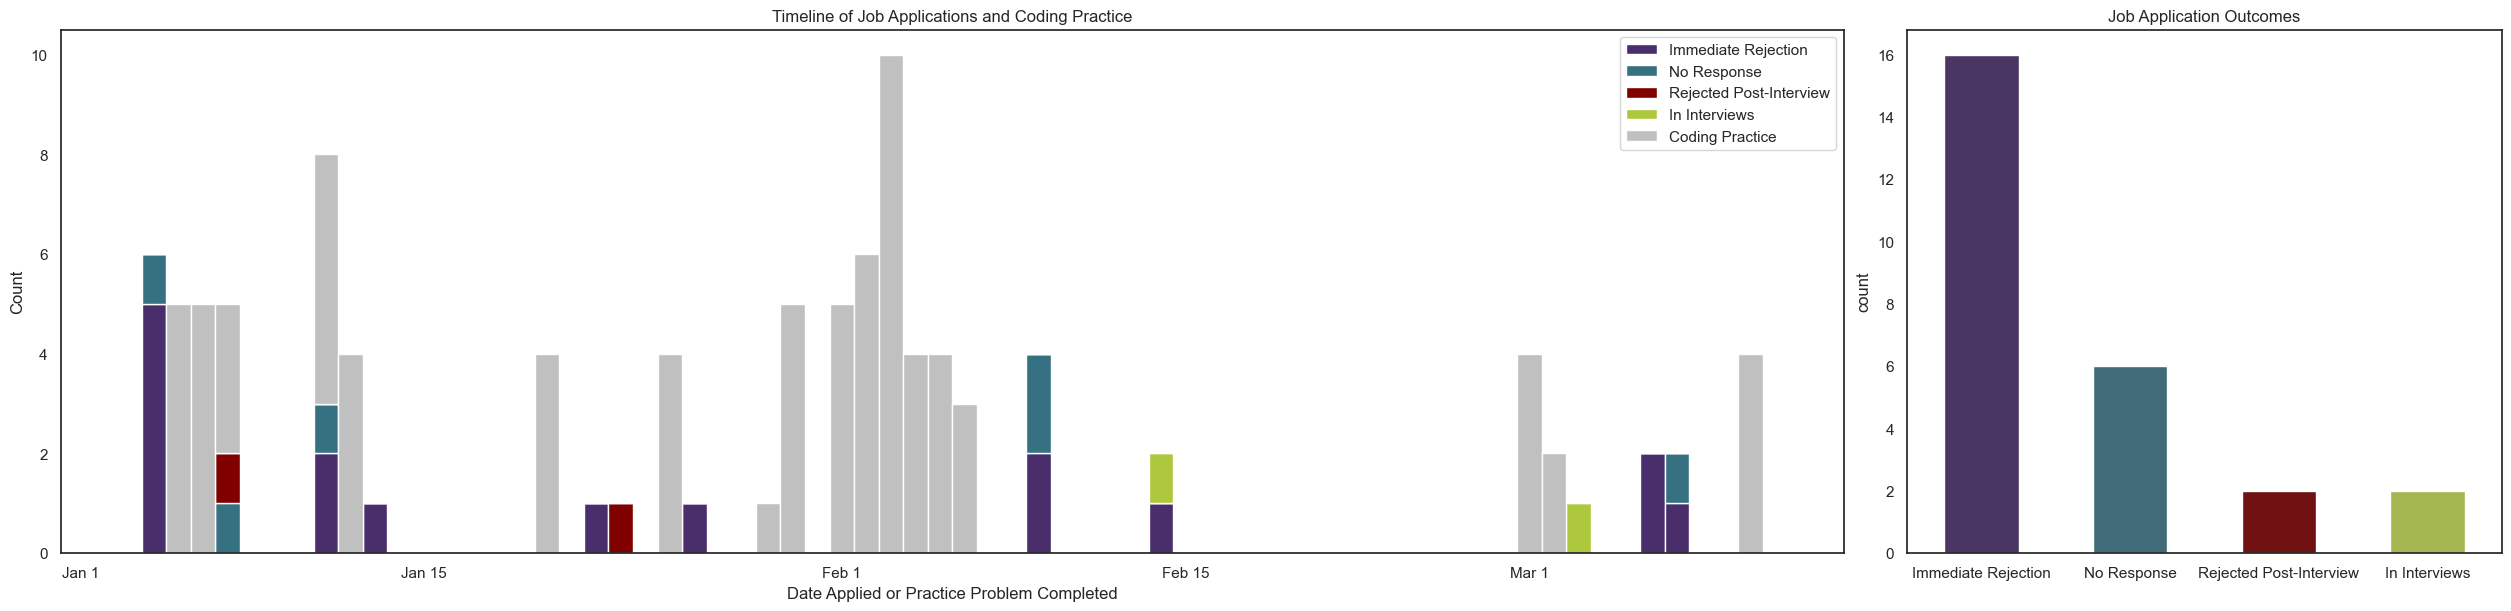 Timeline of Job Applications and Coding Practice
Count
10
8
6
4
2
0
Immediate Rejection
No Response
Rejected Post-Interview
In Interviews
Coding Practice
Jan 1
Jan 15
Feb 1
Feb 15
Mar 1
Date Applied or Practice Problem Completed
Job Application Outcomes
count
16
14
12
10
8
6
4
2
0
Immediate Rejection
No Response
Rejected Post-Interview
In Interviews